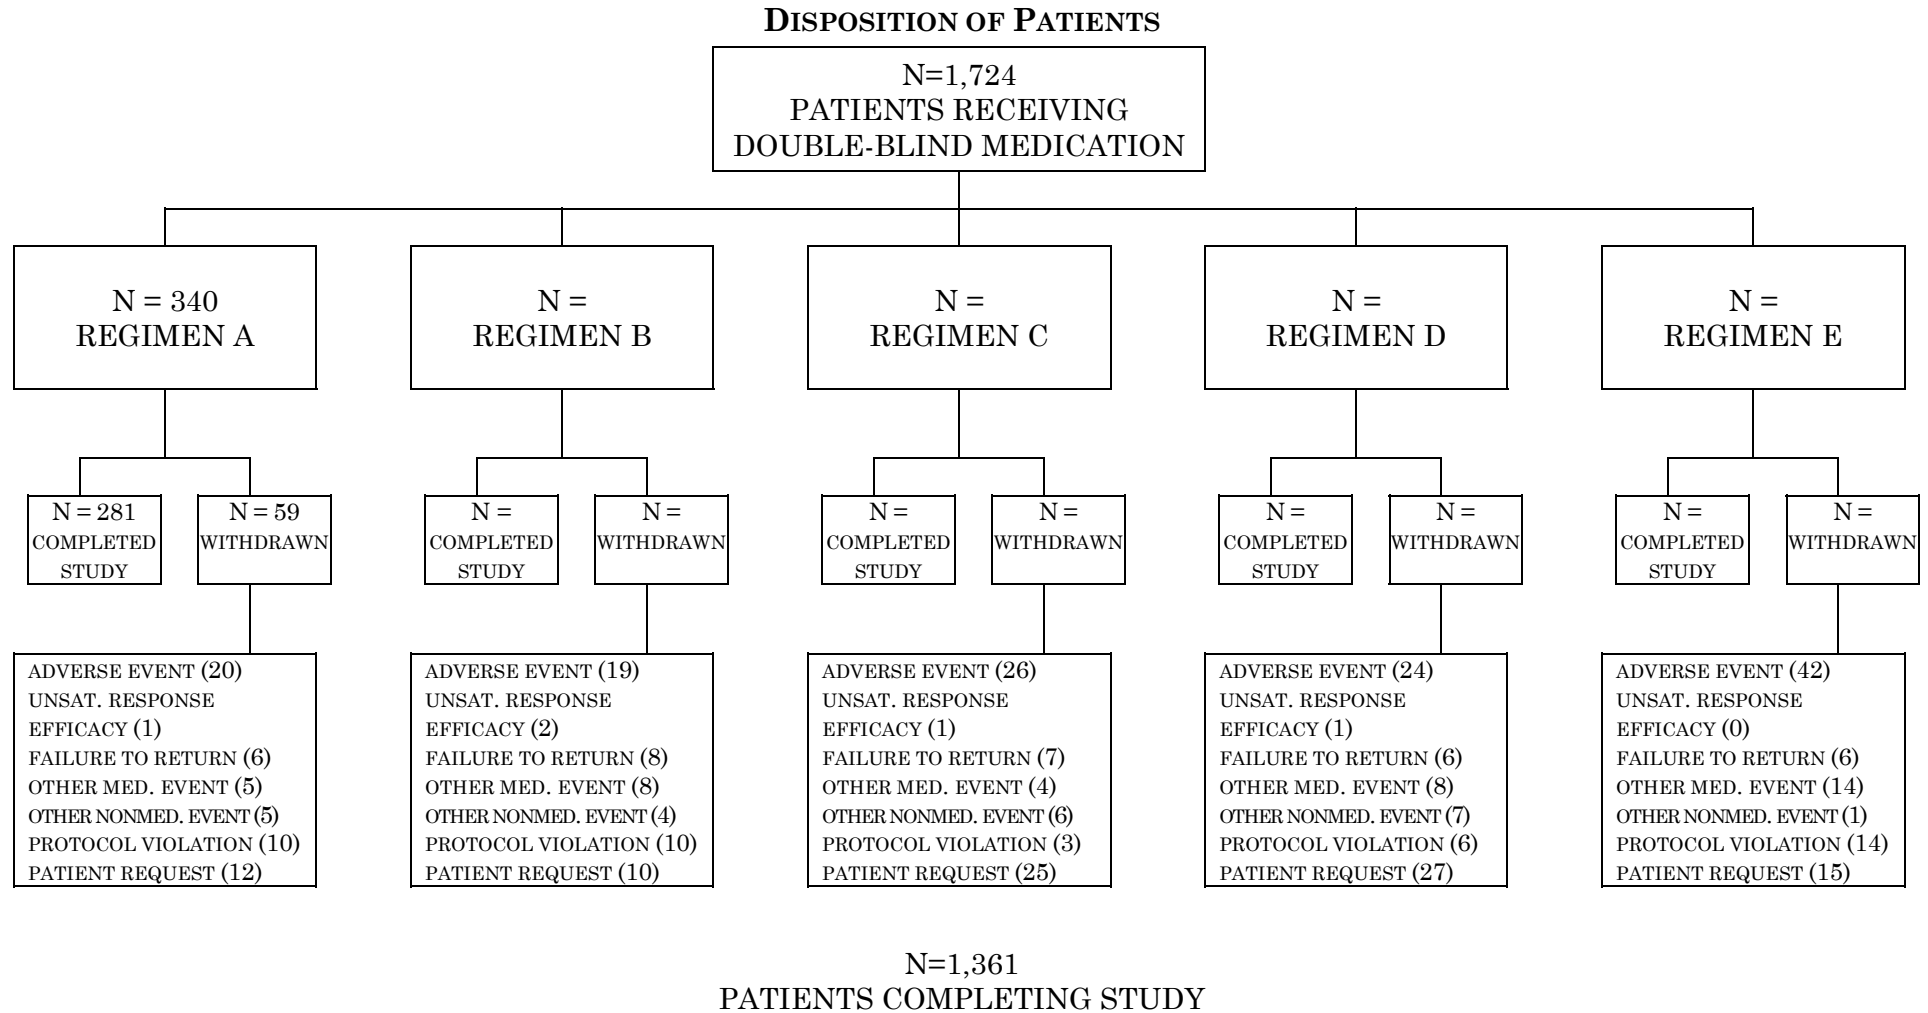 DISPOSITION OF PATIENTS
N=1,724
PATIENTS RECEIVING
DOUBLE-BLIND MEDICATION
N = 340
REGIMEN A
N =
REGIMEN B
N =
REGIMEN C
N =
REGIMEN D
N =
REGIMEN E
N = 281
COMPLETED
STUDY
N = 59
WITHDRAWN
N =
COMPLETED
STUDY
N =
WITHDRAWN
N =
COMPLETED
STUDY
N =
WITHDRAWN
N =
COMPLETED
STUDY
N =
WITHDRAWN
N =
COMPLETED
STUDY
N =
WITHDRAWN
ADVERSE EVENT (20)
UNSAT. RESPONSE
EFFICACY (1)
FAILURE TO RETURN (6)
OTHER MED. EVENT (5)
OTHER NONMED. EVENT (5)
PROTOCOL VIOLATION (10)
PATIENT REQUEST (12)
ADVERSE EVENT (19)
UNSAT. RESPONSE
EFFICACY (2)
FAILURE TO RETURN (8)
OTHER MED. EVENT (8)
OTHER NONMED. EVENT (4)
PROTOCOL VIOLATION (10)
PATIENT REQUEST (10)
ADVERSE EVENT (26)
UNSAT. RESPONSE
EFFICACY (1)
FAILURE TO RETURN (7)
OTHER MED. EVENT (4)
OTHER NONMED. EVENT (6)
PROTOCOL VIOLATION (3)
PATIENT REQUEST (25)
ADVERSE EVENT (24)
UNSAT. RESPONSE
EFFICACY (1)
FAILURE TO RETURN (6)
OTHER MED. EVENT (8)
OTHER NONMED. EVENT (7)
PROTOCOL VIOLATION (6)
PATIENT REQUEST (27)
ADVERSE EVENT (42)
UNSAT. RESPONSE
EFFICACY (0)
FAILURE TO RETURN (6)
OTHER MED. EVENT (14)
OTHER NONMED. EVENT (1)
PROTOCOL VIOLATION (14)
PATIENT REQUEST (15)
N=1,361
PATIENTS COMPLETING STUDY